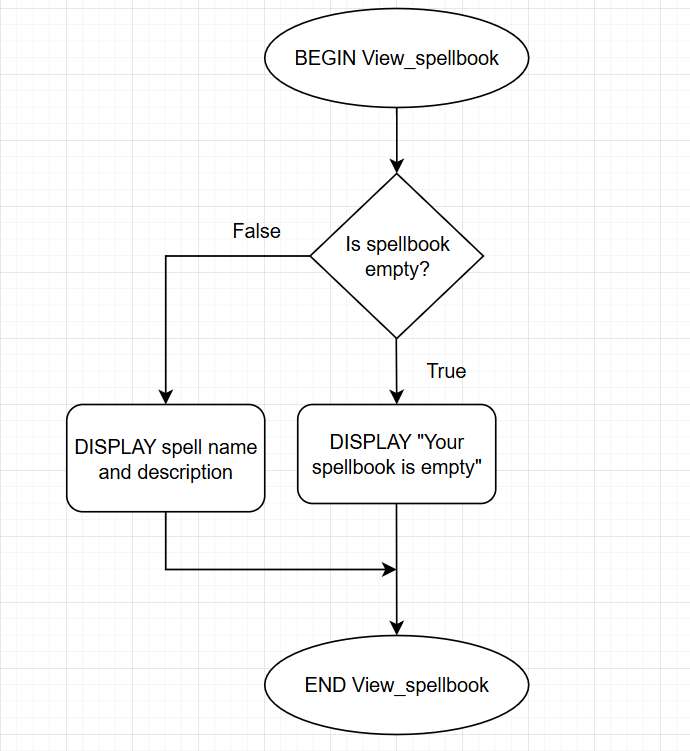 BEGIN View_spellbook
Is spellbook
empty?
False
True
DISPLAY spell name
and description
DISPLAY "Your
spellbook is empty"
END View_spellbook